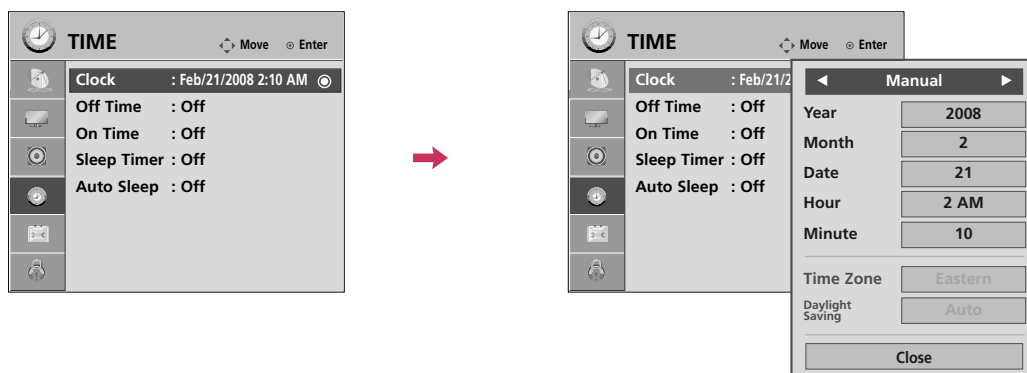 TIME Move Enter
Clock : Feb/21/2008 2:10 AM
Off Time : Off
On Time : Off
Sleep Timer : Off
Auto Sleep : Off
TIME Move Enter
Clock : Feb/21/2
Off Time : Off
On Time : Off
Sleep Timer : Off
Auto Sleep : Off
Manual
Year 2008
Month 2
Date 21
Hour 2 AM
Minute 10
Time Zone Eastern
Daylight
Saving
Auto
Close